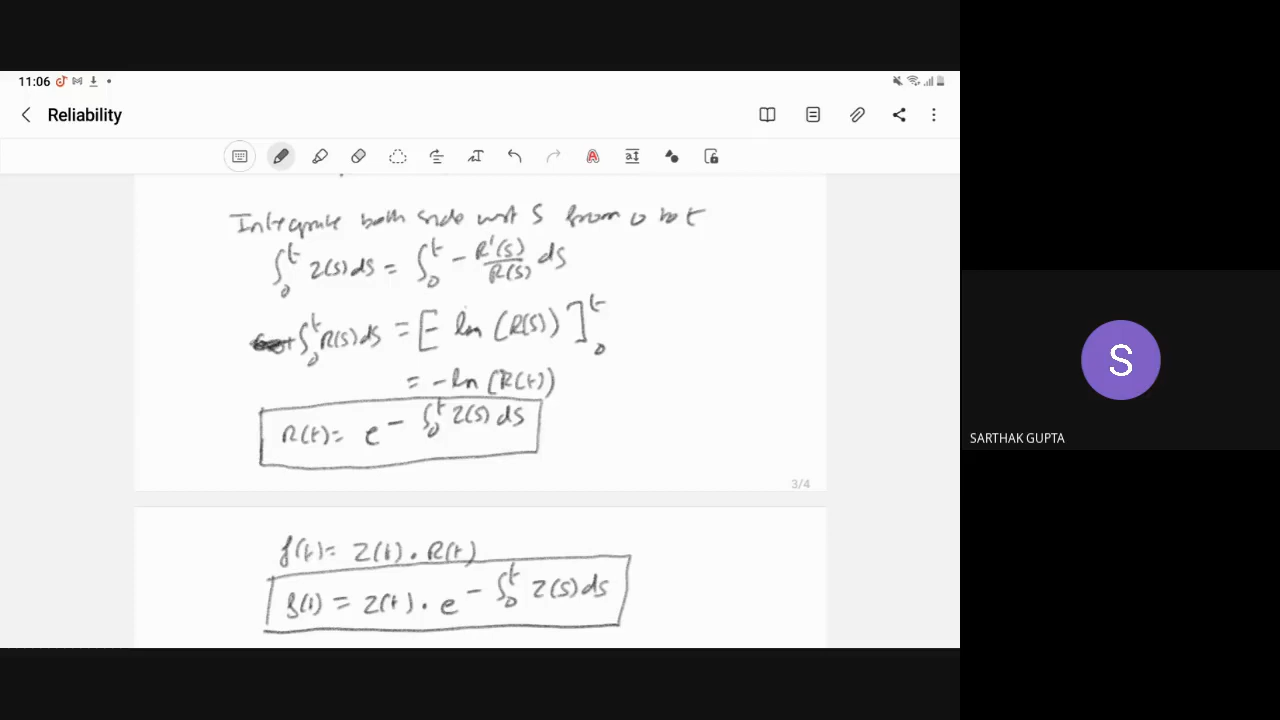 11:06
Reliability
Integrate both side wrt S from 0 to t
∫₀ᵗ Z(s) ds = ∫₀ᵗ - R'(s)/R(s) ds
∫₀ᵗ R(s) ds = [- ln (R(s))]₀ᵗ
= - ln (R(t))
R(t) = e^{- ∫₀ᵗ Z(s) ds}
3/4
f(t) = Z(t) . R(t)
f(t) = Z(t) . e^{- ∫₀ᵗ Z(s) ds}
S
SARTHAK GUPTA